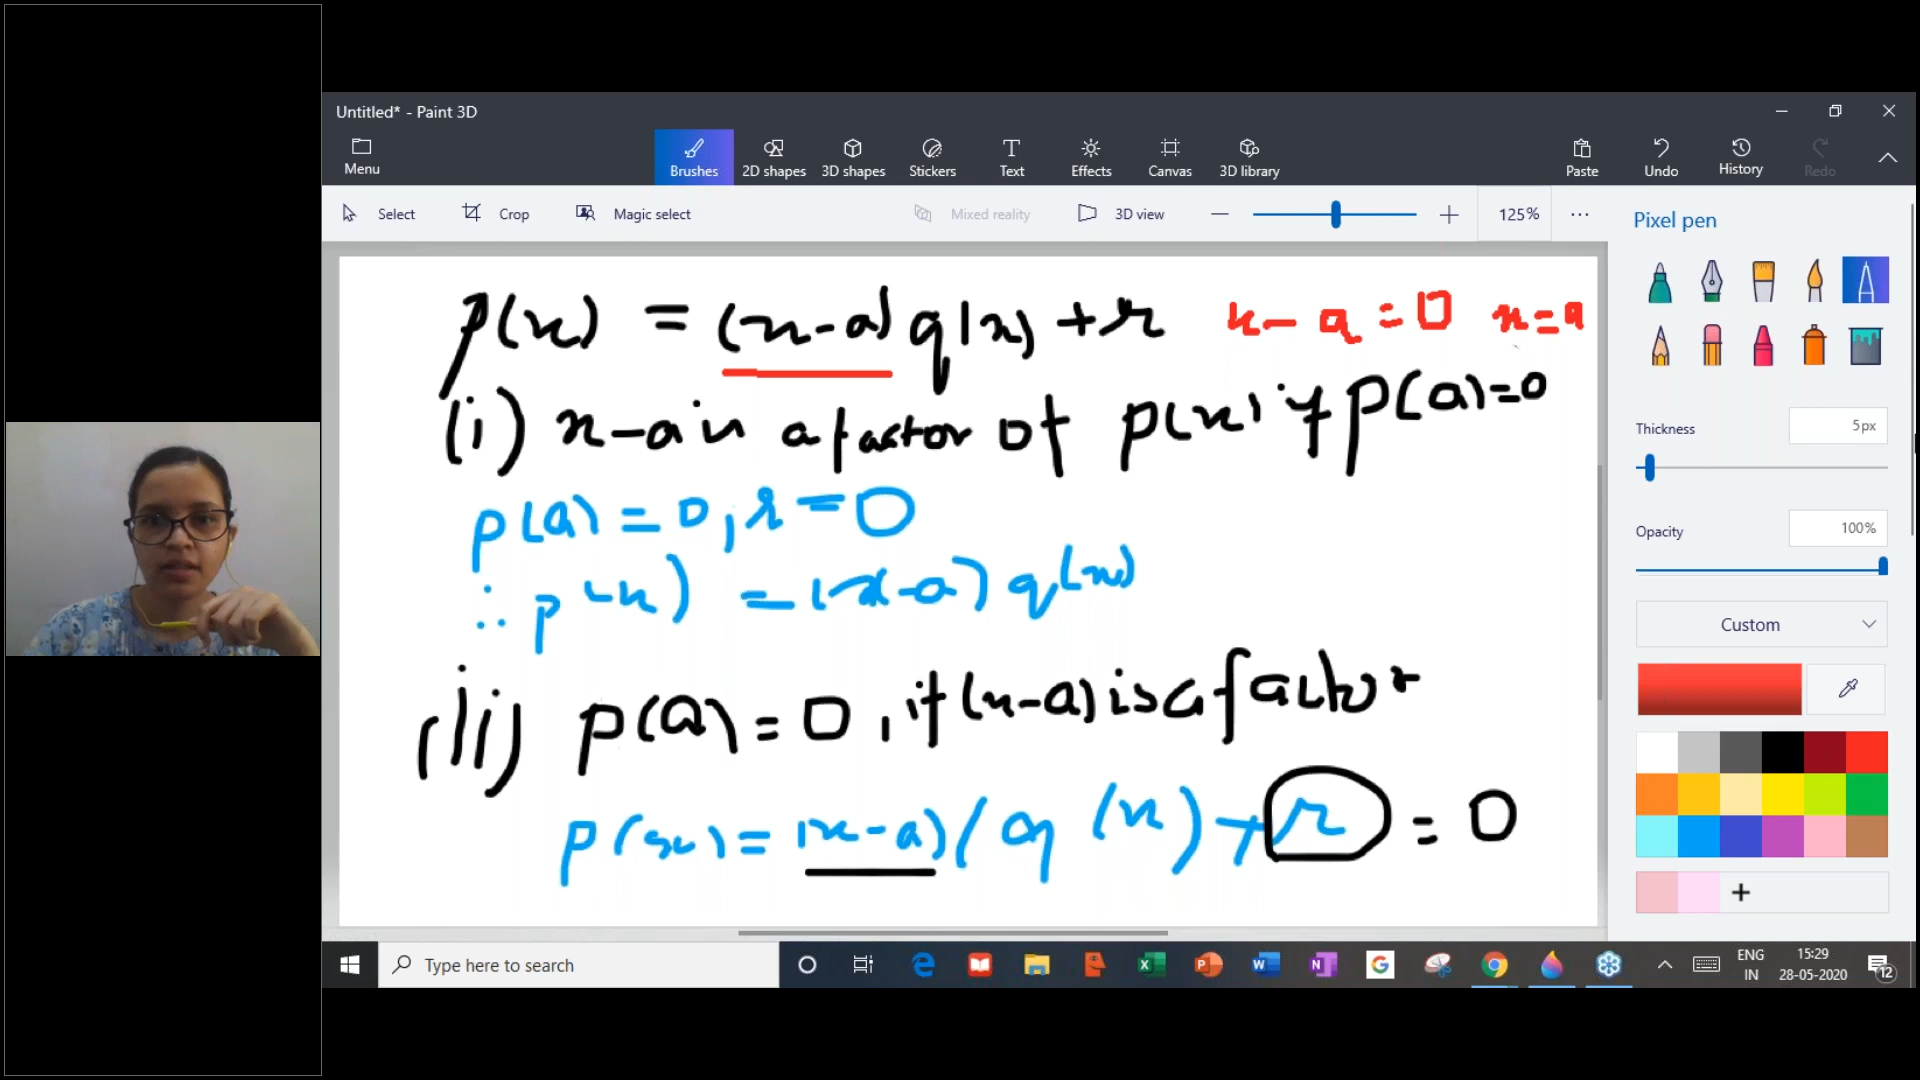 Untitled* - Paint 3D
Menu
Brushes 2D shapes 3D shapes Stickers Text Effects Canvas 3D library Paste Undo History Redo
Select Crop Magic select Mixed reality 3D view 125%
Pixel pen
Thickness 5px
Opacity 100%
Custom
+
p(x) = (x-a) q(x) + r x-a=0 x=a
(i) x-a is a factor of p(x) if p(a)=0
p(a) = 0, r = 0
∴ p(x) = (x-a) q(x)
(ii) p(a) = 0, if (x-a) is a factor
p(x) = (x-a)(q(x)+r = 0
Type here to search
ENG
IN
15:29
28-05-2020
12